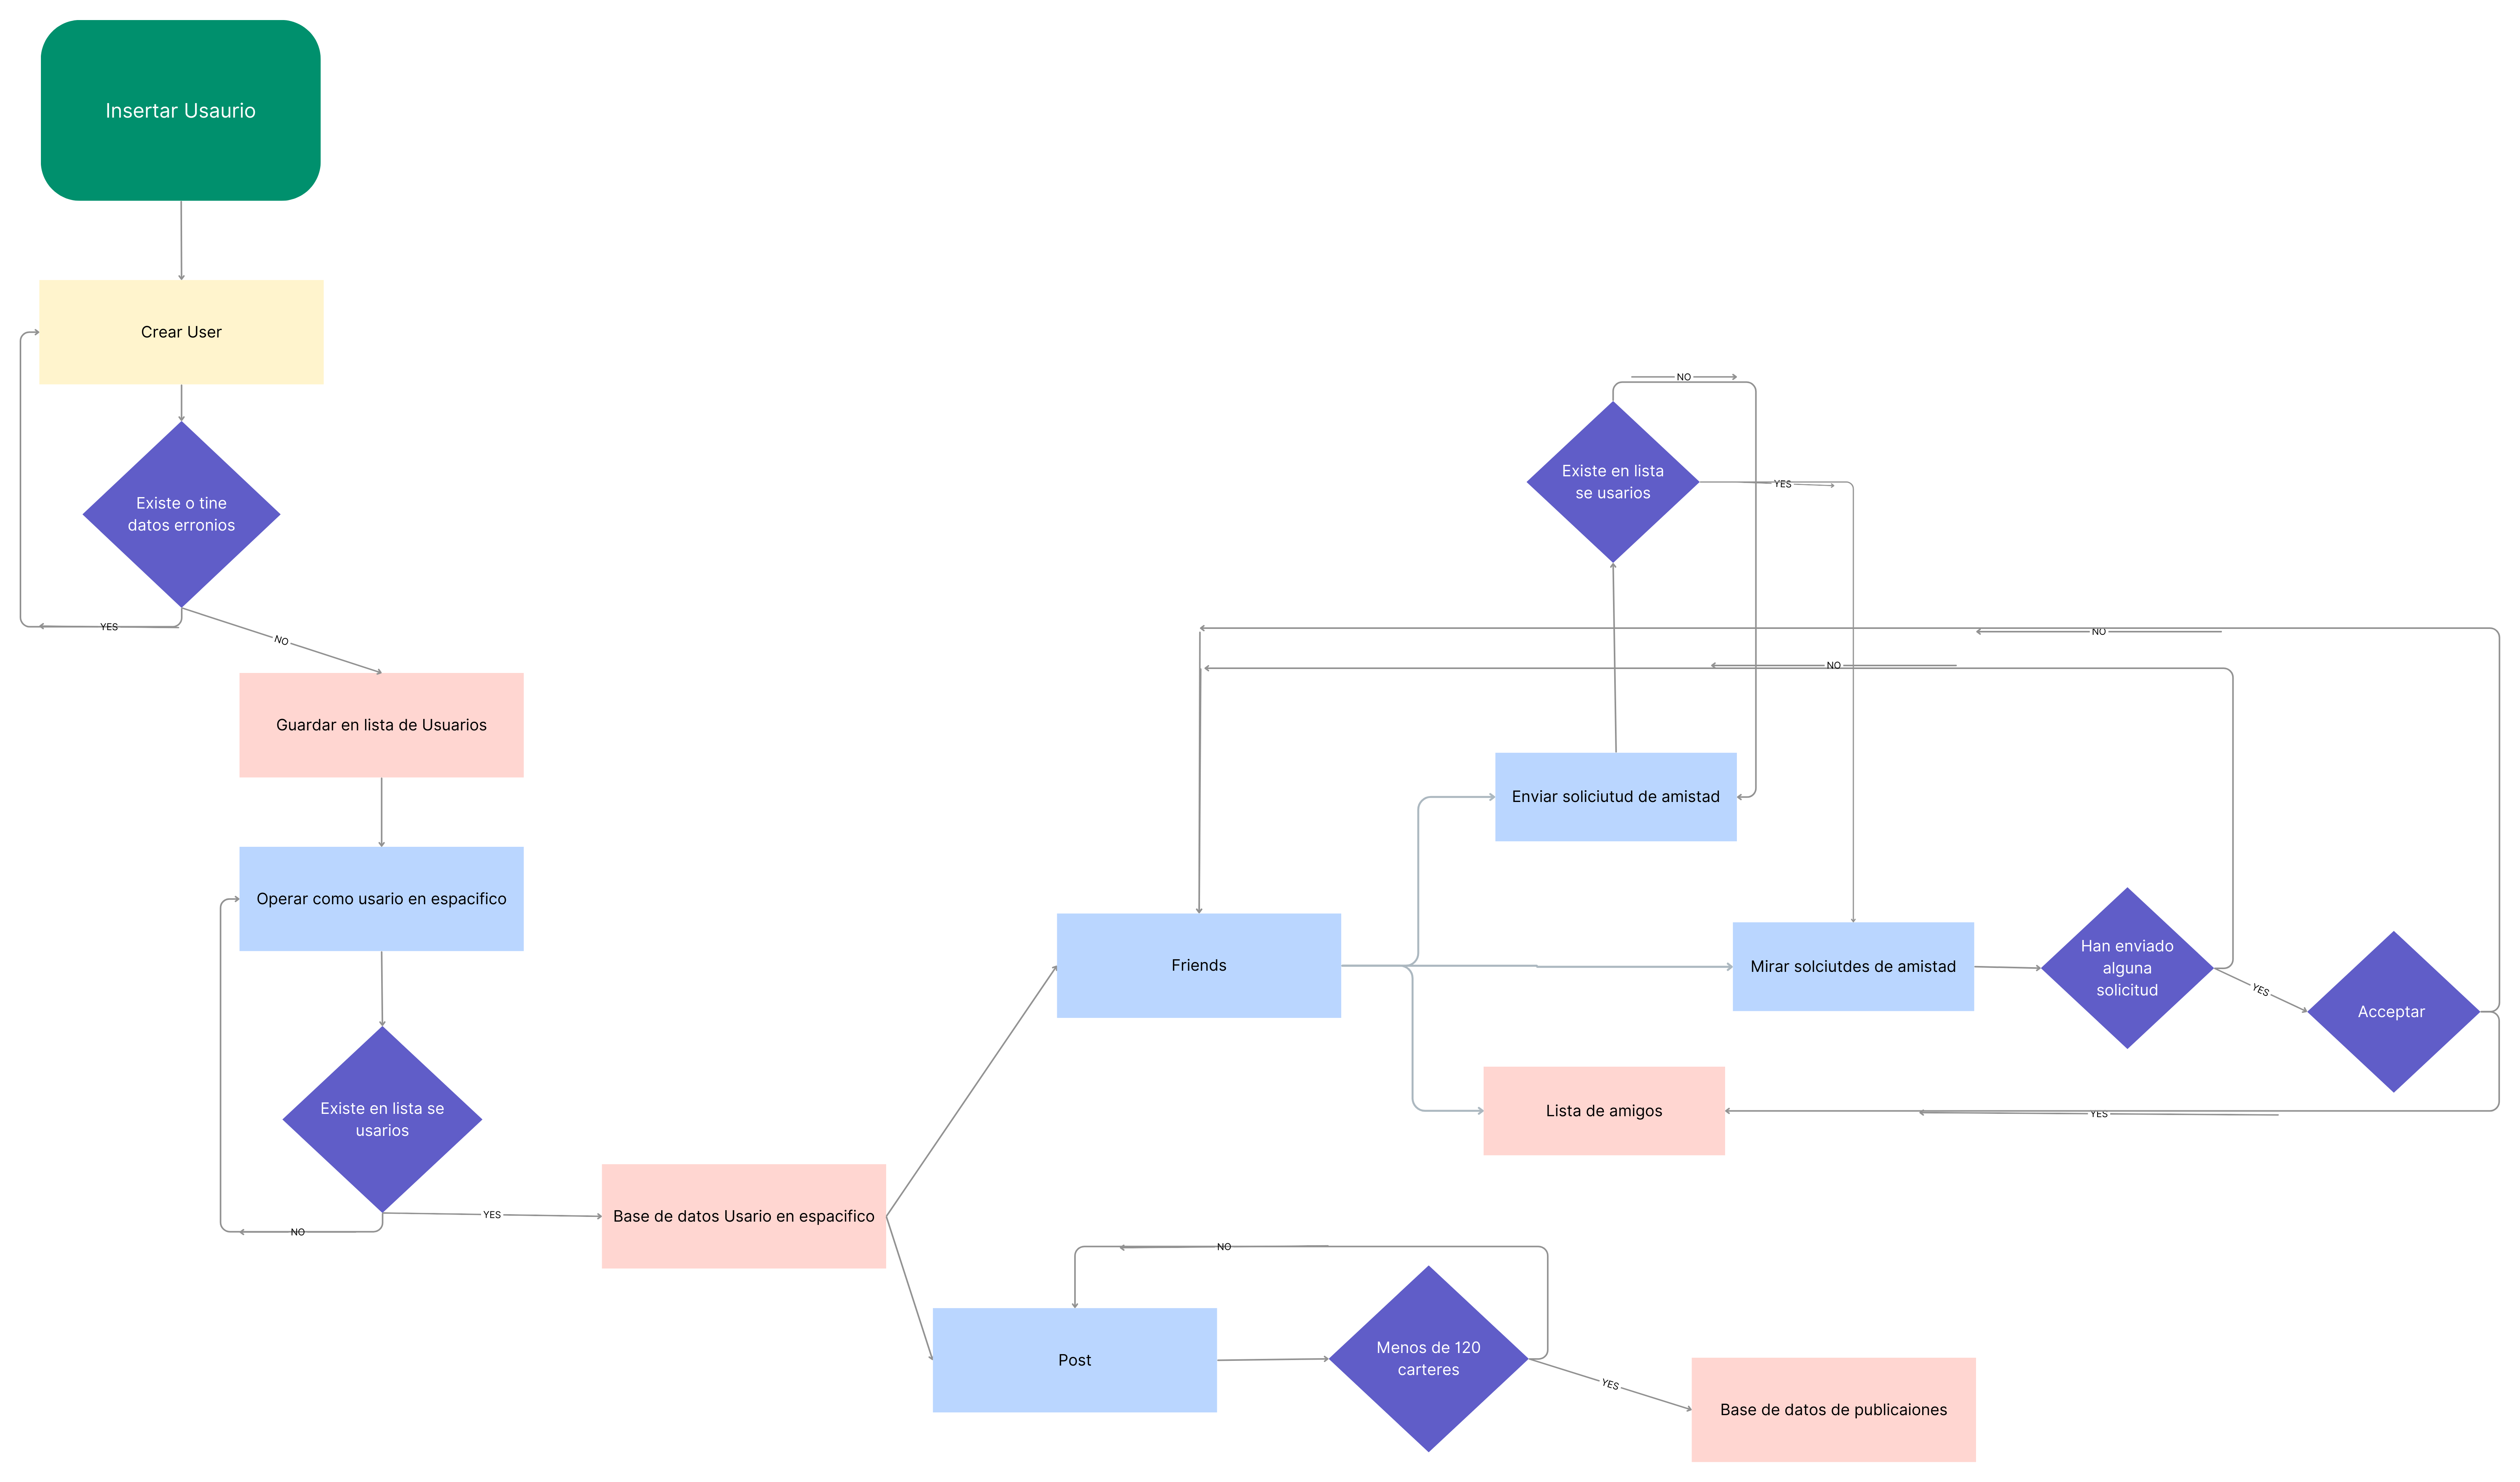 Insertar Usaurio
Crear User
Existe o tine
datos erronios
YES
NO
Guardar en lista de Usuarios
Operar como usario en espacifico
Existe en lista se
usarios
NO
YES
Base de datos Usario en espacifico
Friends
Enviar soliciutud de amistad
Existe en lista
se usarios
NO
YES
Mirar solciutdes de amistad
Han enviado
alguna
solicitud
NO
YES
Acceptar
NO
YES
Lista de amigos
Post
Menos de 120
carteres
NO
YES
Base de datos de publicaiones